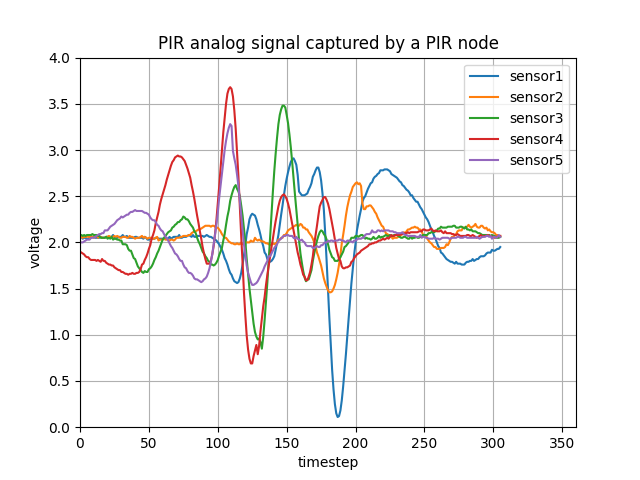 PIR analog signal captured by a PIR node
sensor1
sensor2
sensor3
sensor4
sensor5
voltage
4.0
3.5
3.0
2.5
2.0
1.5
1.0
0.5
0.0
0 50 100 150 200 250 300 350
timestep